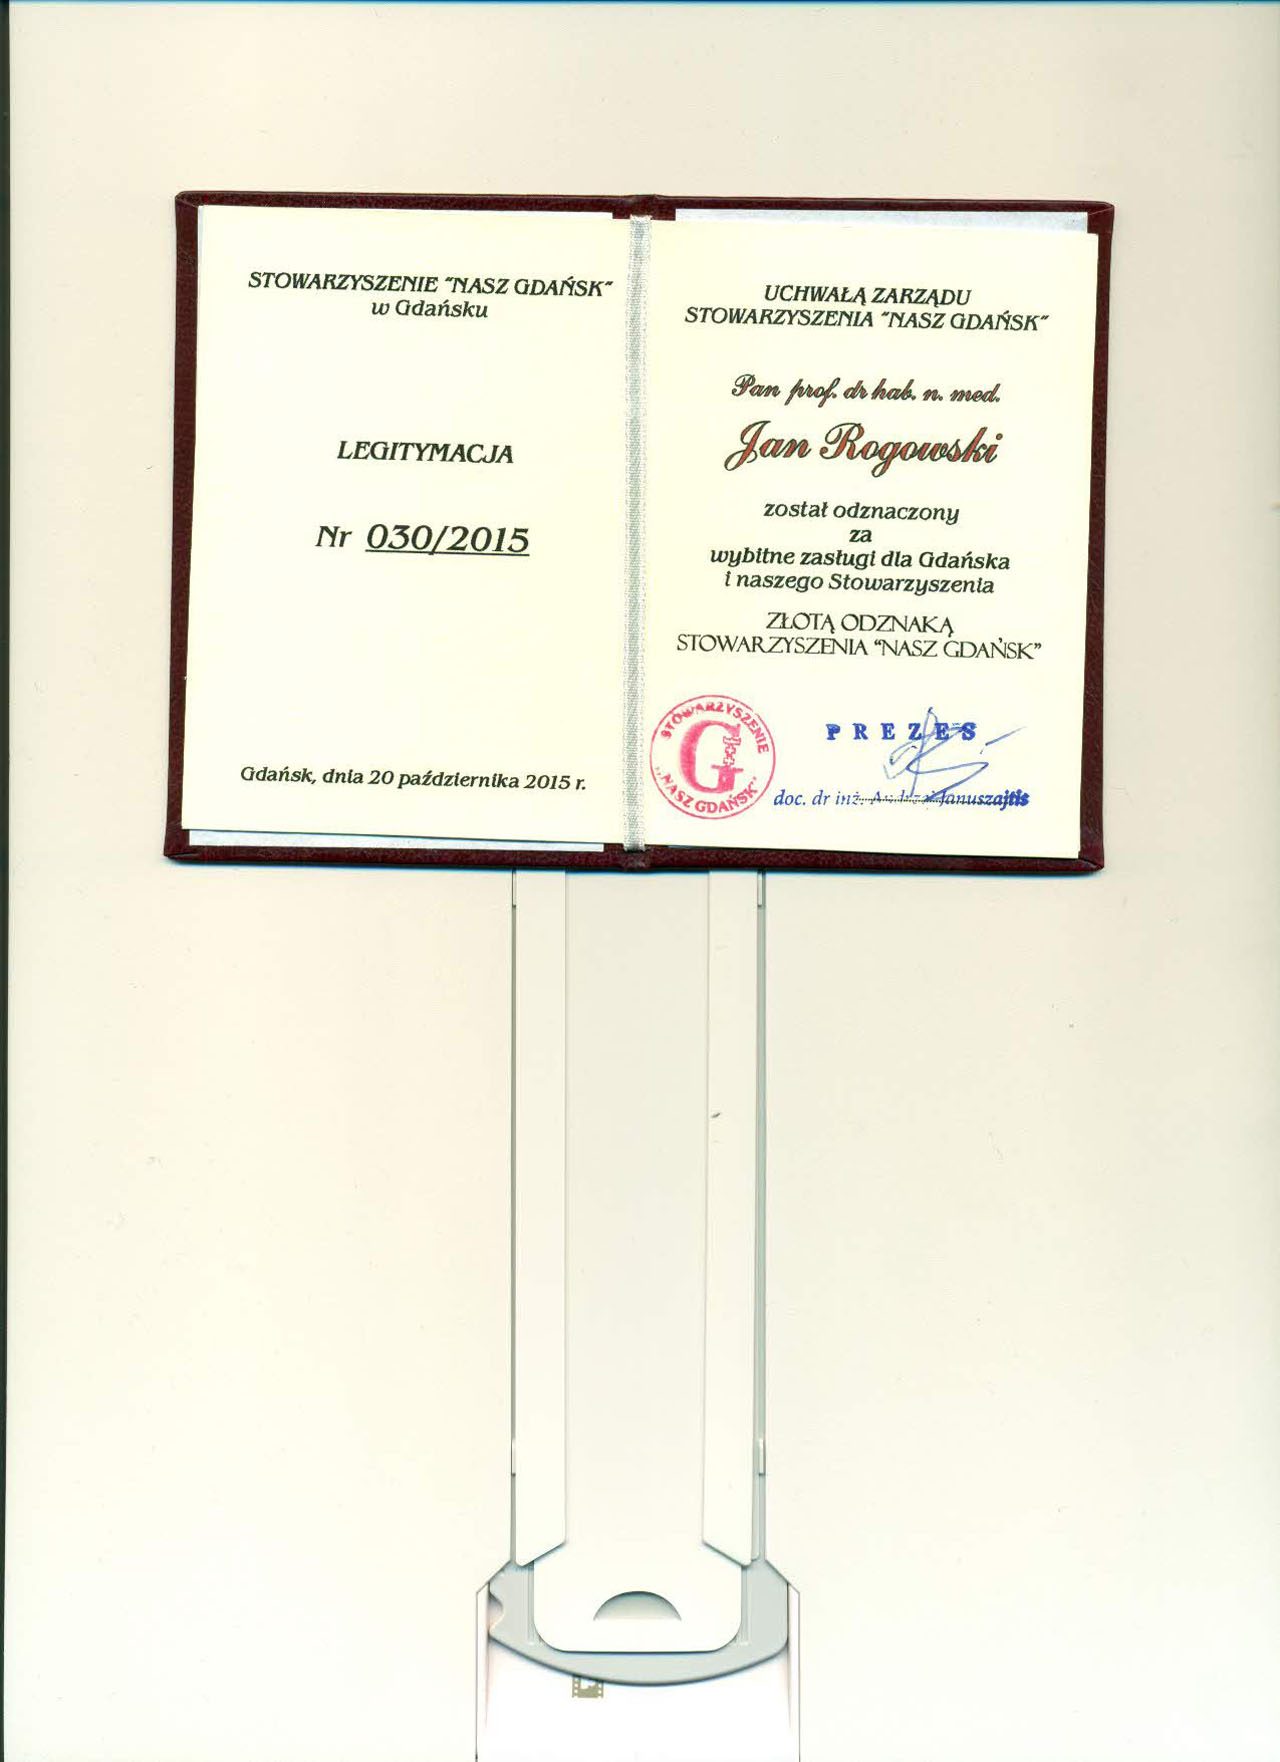 STOWARZYSZENIE "NASZ GDAŃSK"
w Gdańsku
LEGITYMACJA
Nr 030/2015
Gdańsk, dnia 20 października 2015 r.
UCHWAŁĄ ZARZĄDU
STOWARZYSZENIA "NASZ GDAŃSK"
Pan prof. dr hab. n. med.
Jan Rogowski
został odznaczony
za
wybitne zasługi dla Gdańska
i naszego Stowarzyszenia
ZŁOTĄ ODZNAKĄ
STOWARZYSZENIA "NASZ GDAŃSK"
STOWARZYSZENIE
G
„NASZ GDAŃSK"
PREZES
doc. dr inż. Andrzej Januszajtis